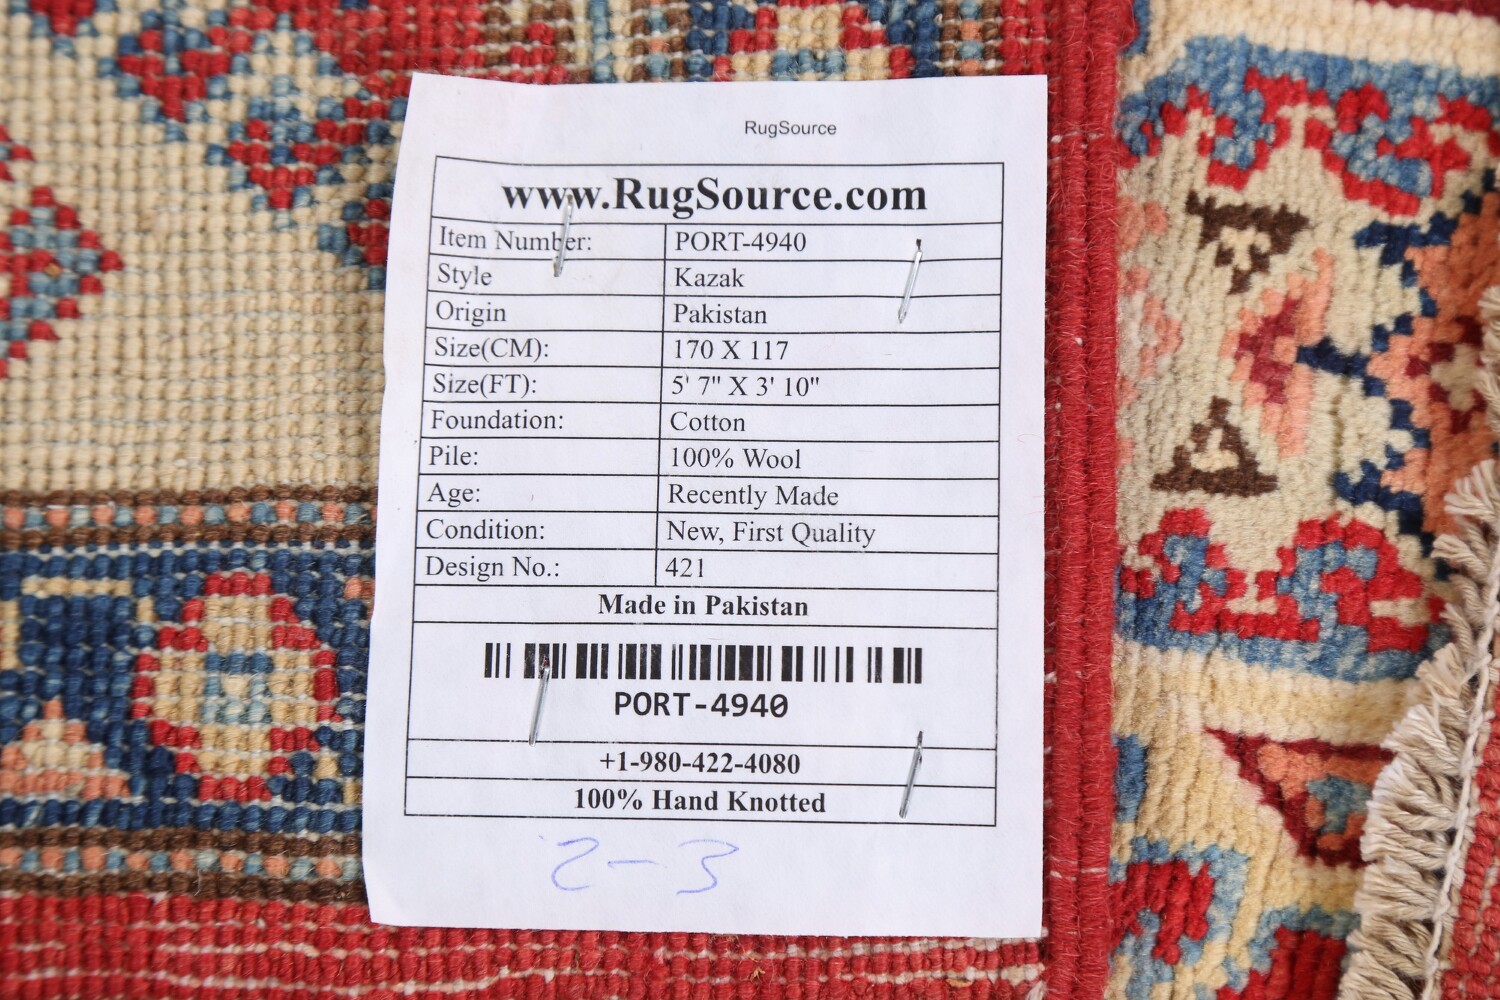 RugSource
www.RugSource.com
Item Number: PORT-4940
Style Kazak
Origin Pakistan
Size(CM): 170 X 117
Size(FT): 5' 7" X 3' 10"
Foundation: Cotton
Pile: 100% Wool
Age: Recently Made
Condition: New, First Quality
Design No.: 421
Made in Pakistan
PORT-4940
+1-980-422-4080
100% Hand Knotted
2-3